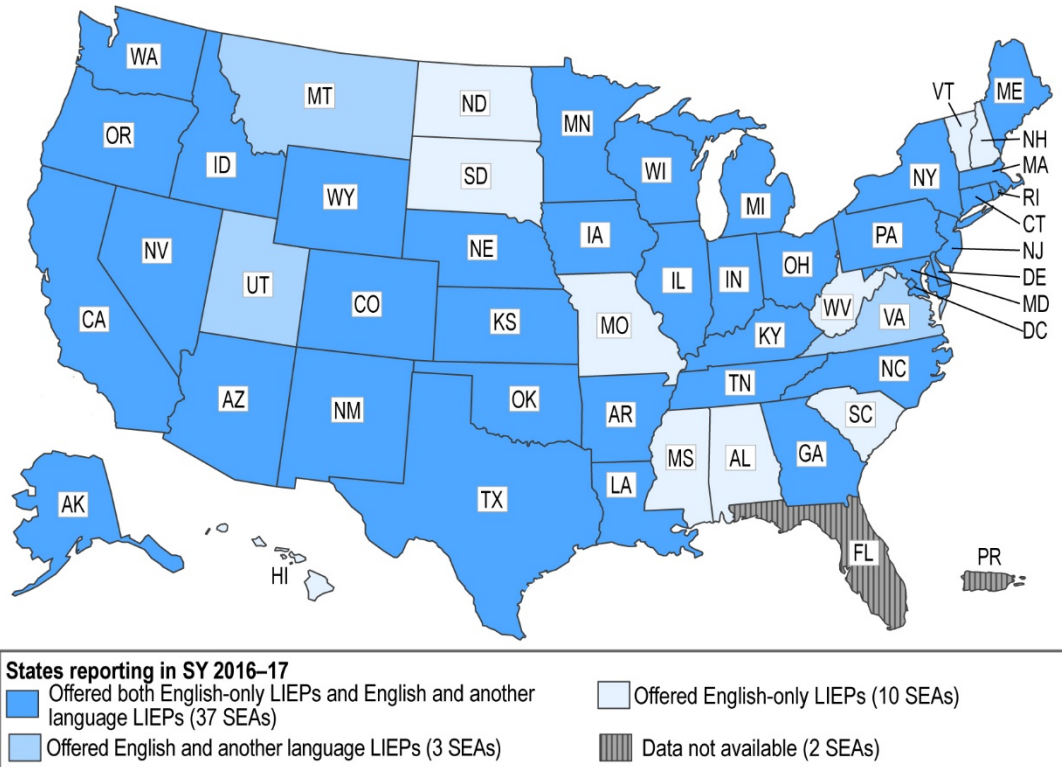 WA
MT
ND
VT
ME
OR
MN
NH
ID
SD
WI
MA
WY
MI
NY
RI
CT
NV
NE
IA
PA
NJ
UT
IL
IN
OH
DE
CA
CO
KS
MO
WV
VA
MD
KY
DC
AZ
NM
OK
AR
TN
NC
SC
MS
AL
GA
AK
TX
LA
FL
PR
HI
States reporting in SY 2016–17
Offered both English-only LIEPs and English and another
language LIEPs (37 SEAs)
Offered English and another language LIEPs (3 SEAs)
Offered English-only LIEPs (10 SEAs)
Data not available (2 SEAs)